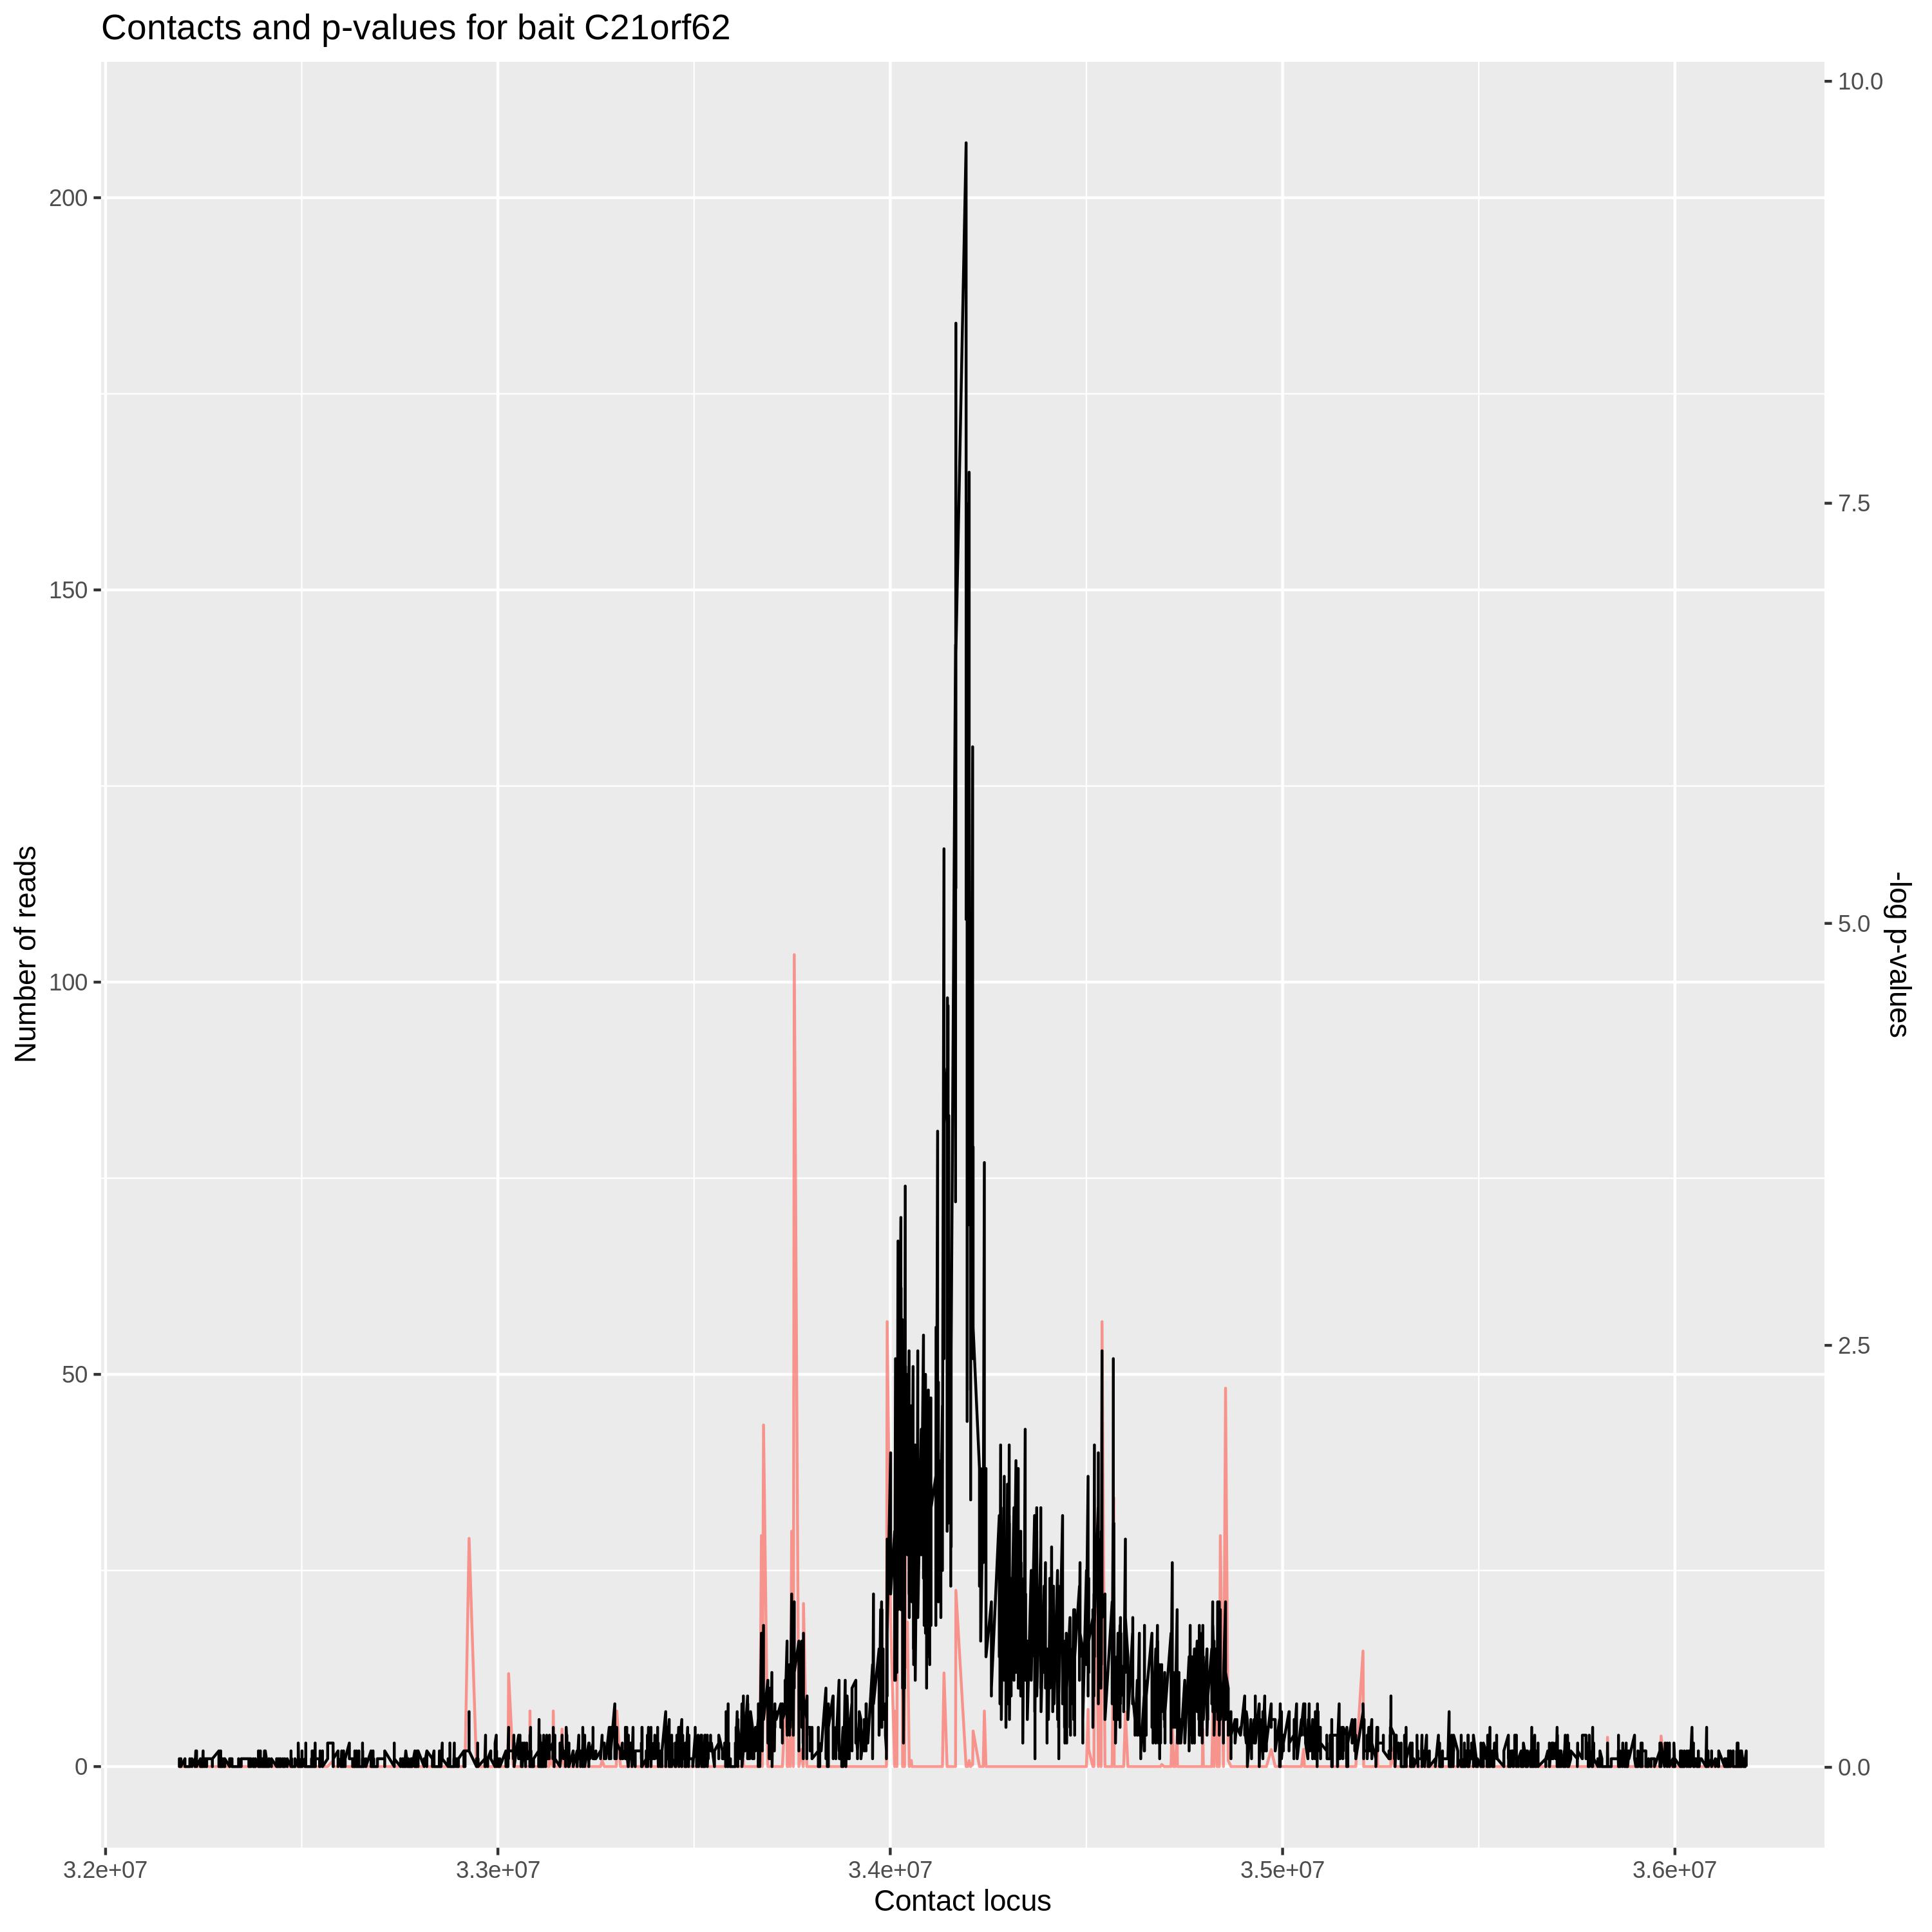 Contacts and p-values for bait C21orf62
10.0
200
7.5
150
Number of reads
-log p-values
5.0
100
2.5
50
0
0.0
3.2e+07 3.3e+07 3.4e+07 3.5e+07 3.6e+07
Contact locus